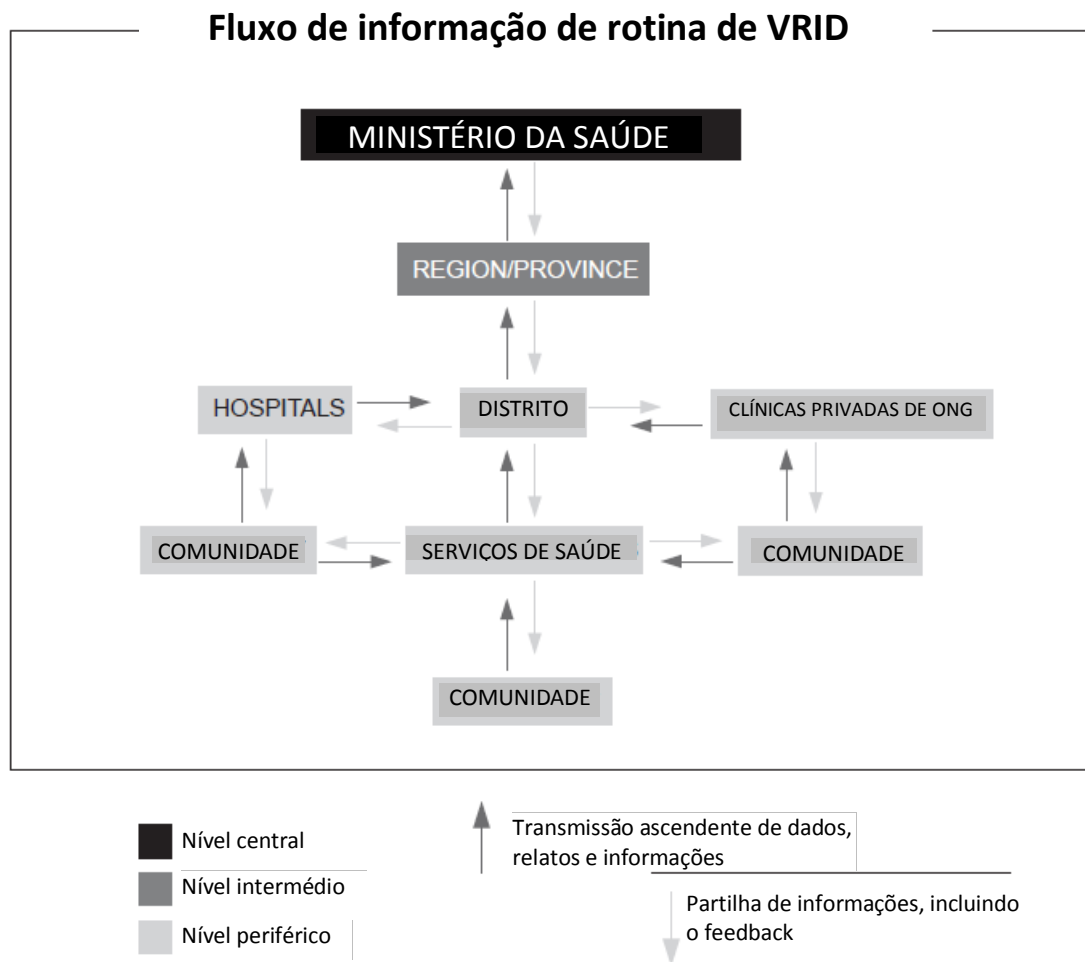 Fluxo de informação de rotina de VRID
MINISTÉRIO DA SAÚDE
REGION/PROVINCE
HOSPITALS
DISTRITO
CLÍNICAS PRIVADAS DE ONG
COMUNIDADE
SERVIÇOS DE SAÚDE
COMUNIDADE
COMUNIDADE
Nível central
Nível intermédio
Nível periférico
Transmissão ascendente de dados,
relatos e informações
Partilha de informações, incluindo
o feedback